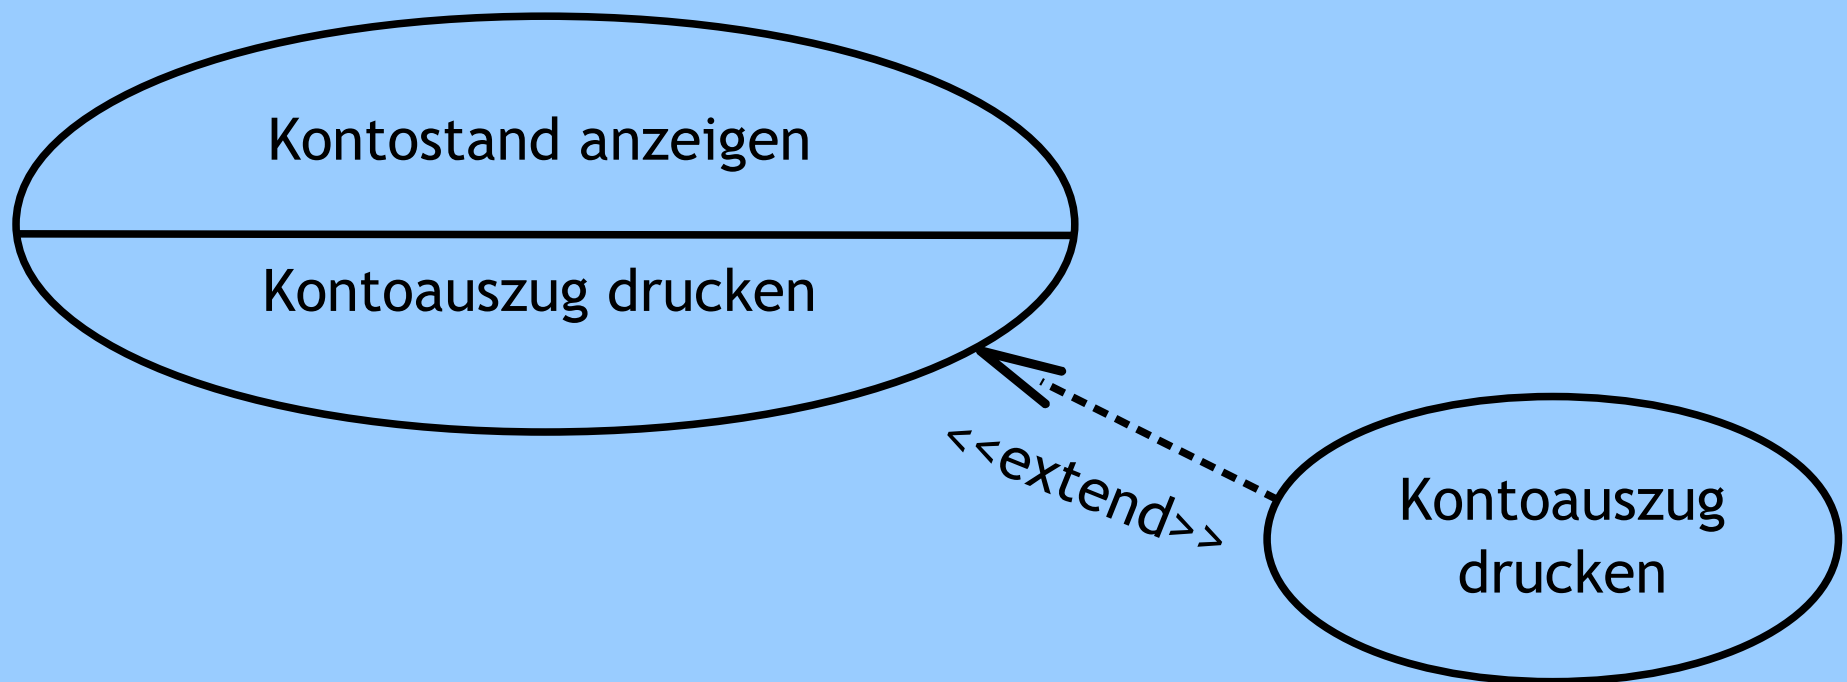 Kontostand anzeigen
Kontoauszug drucken
<<extend>>
Kontoauszug
drucken